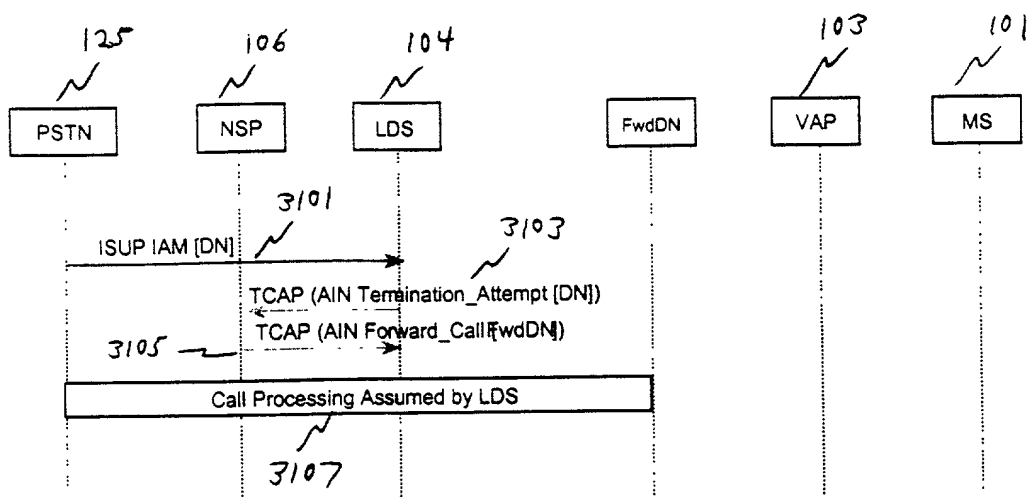 125 106 104 103 101
PSTN NSP LDS FwdDN VAP MS
3101
ISUP IAM [DN]
3103
TCAP (AIN Termination_Attempt [DN])
TCAP (AIN Forward_Call[FwdDN])
3105
Call Processing Assumed by LDS
3107